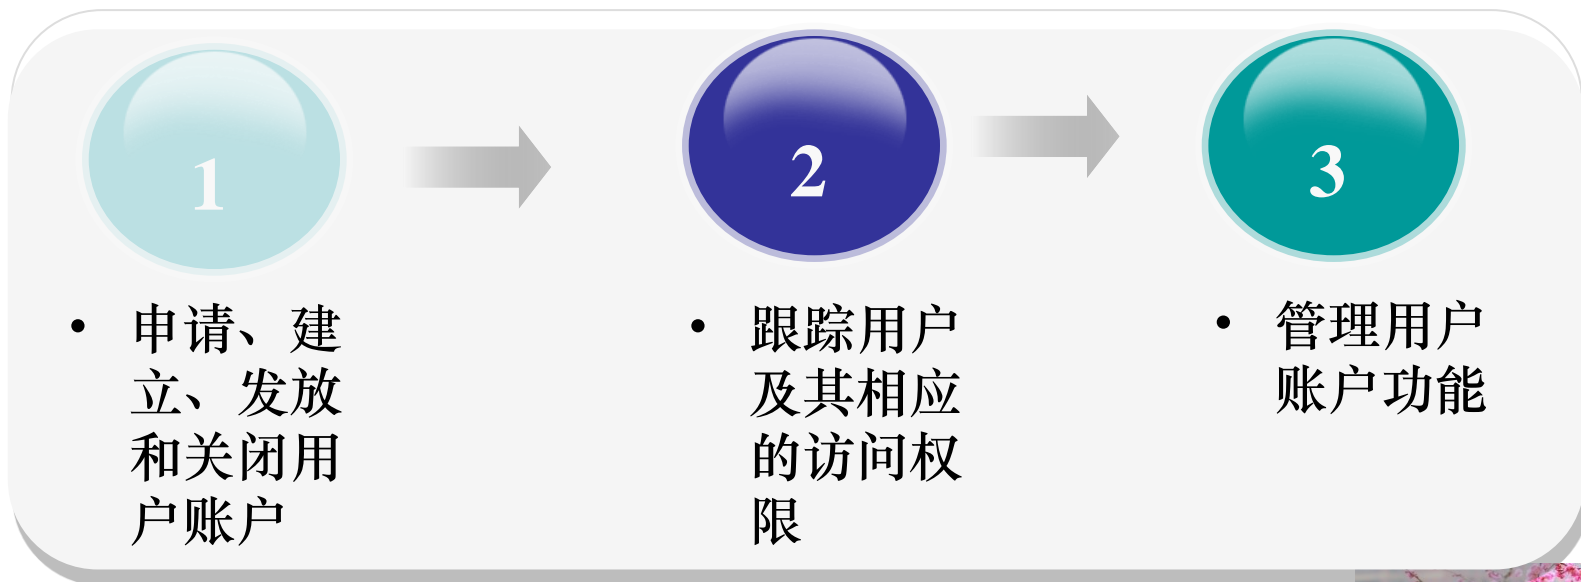 1
2
3
• 申请、建
立、发放
和关闭用
户账户
• 跟踪用户
及其相应
的访问权
限
• 管理用户
账户功能